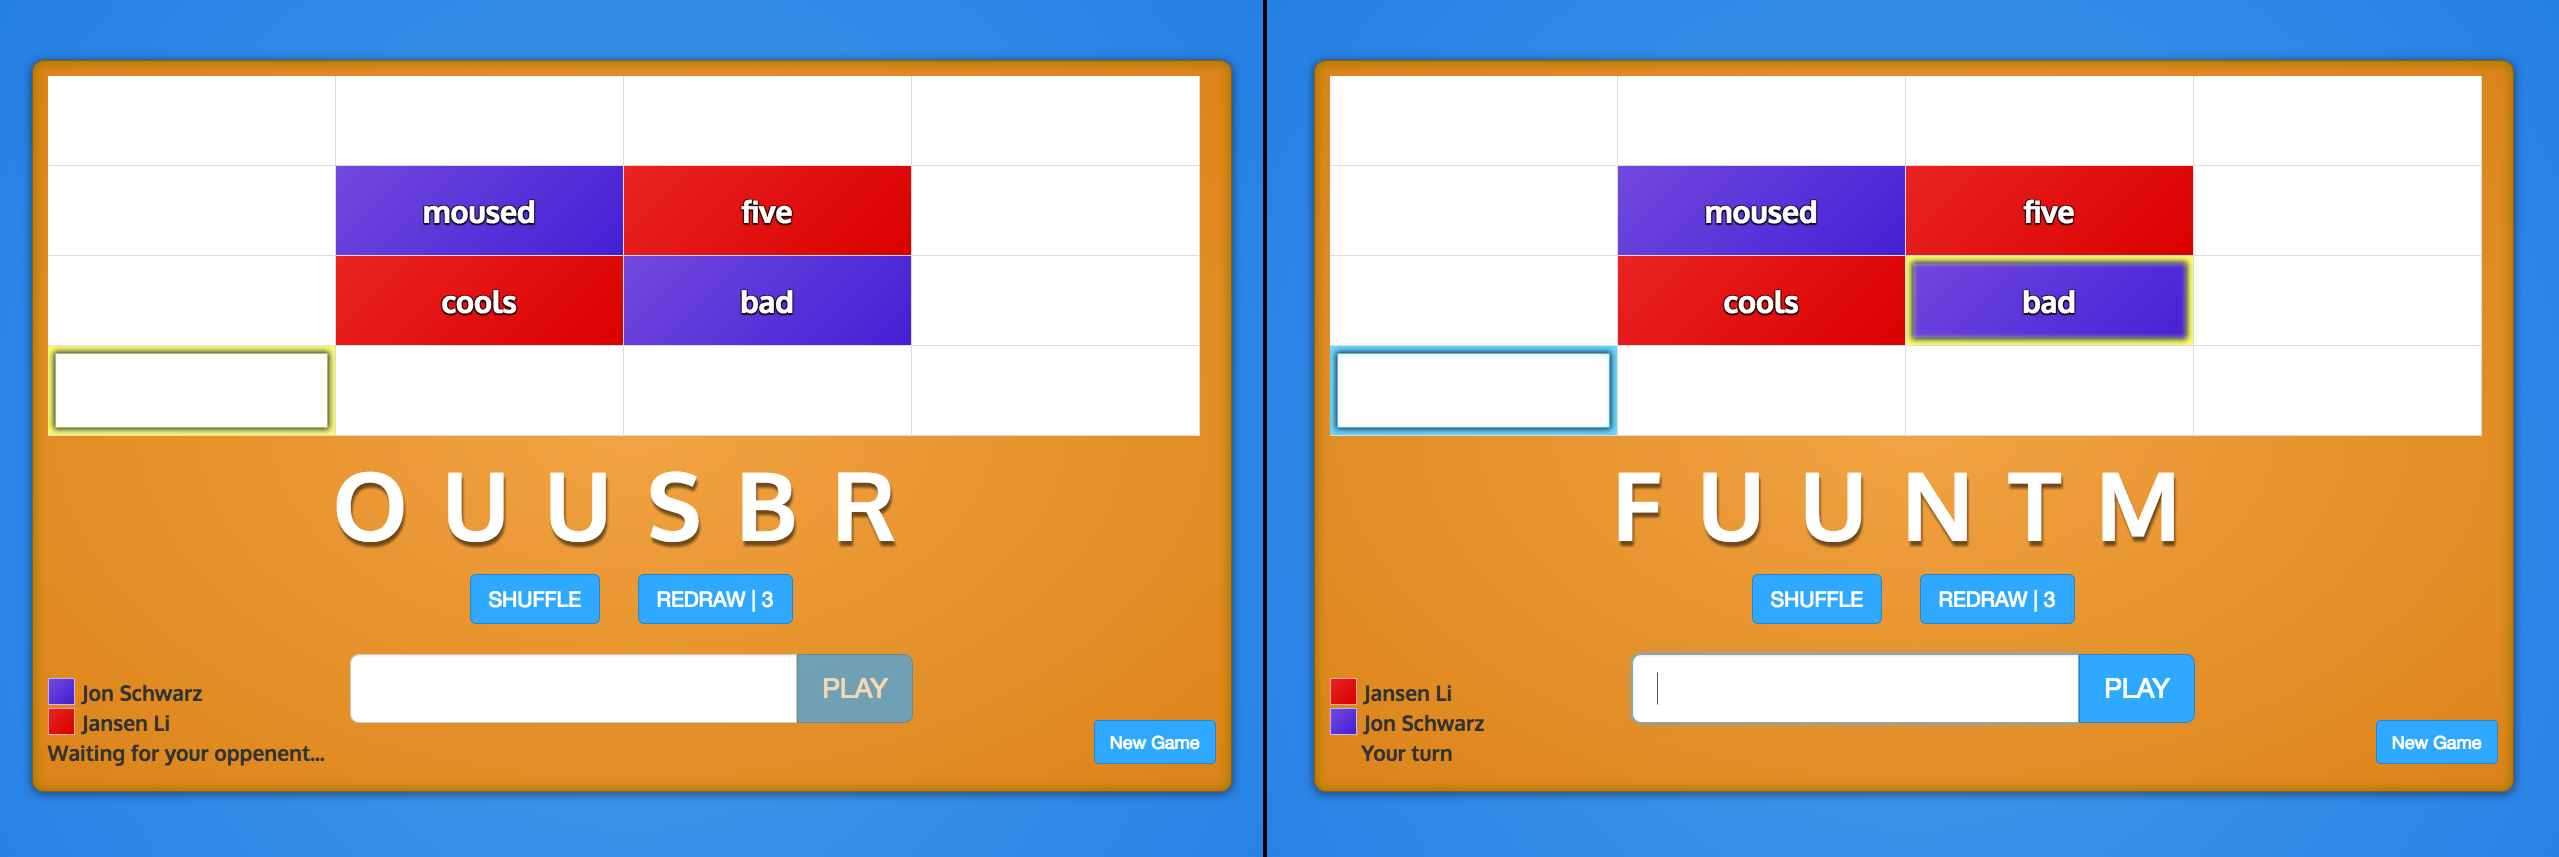 moused five
cools bad
O U U S B R
SHUFFLE REDRAW | 3
PLAY
Jon Schwarz
Jansen Li
Waiting for your oppenent...
New Game
moused five
cools bad
F U U N T M
SHUFFLE REDRAW | 3
PLAY
Jansen Li
Jon Schwarz
Your turn
New Game